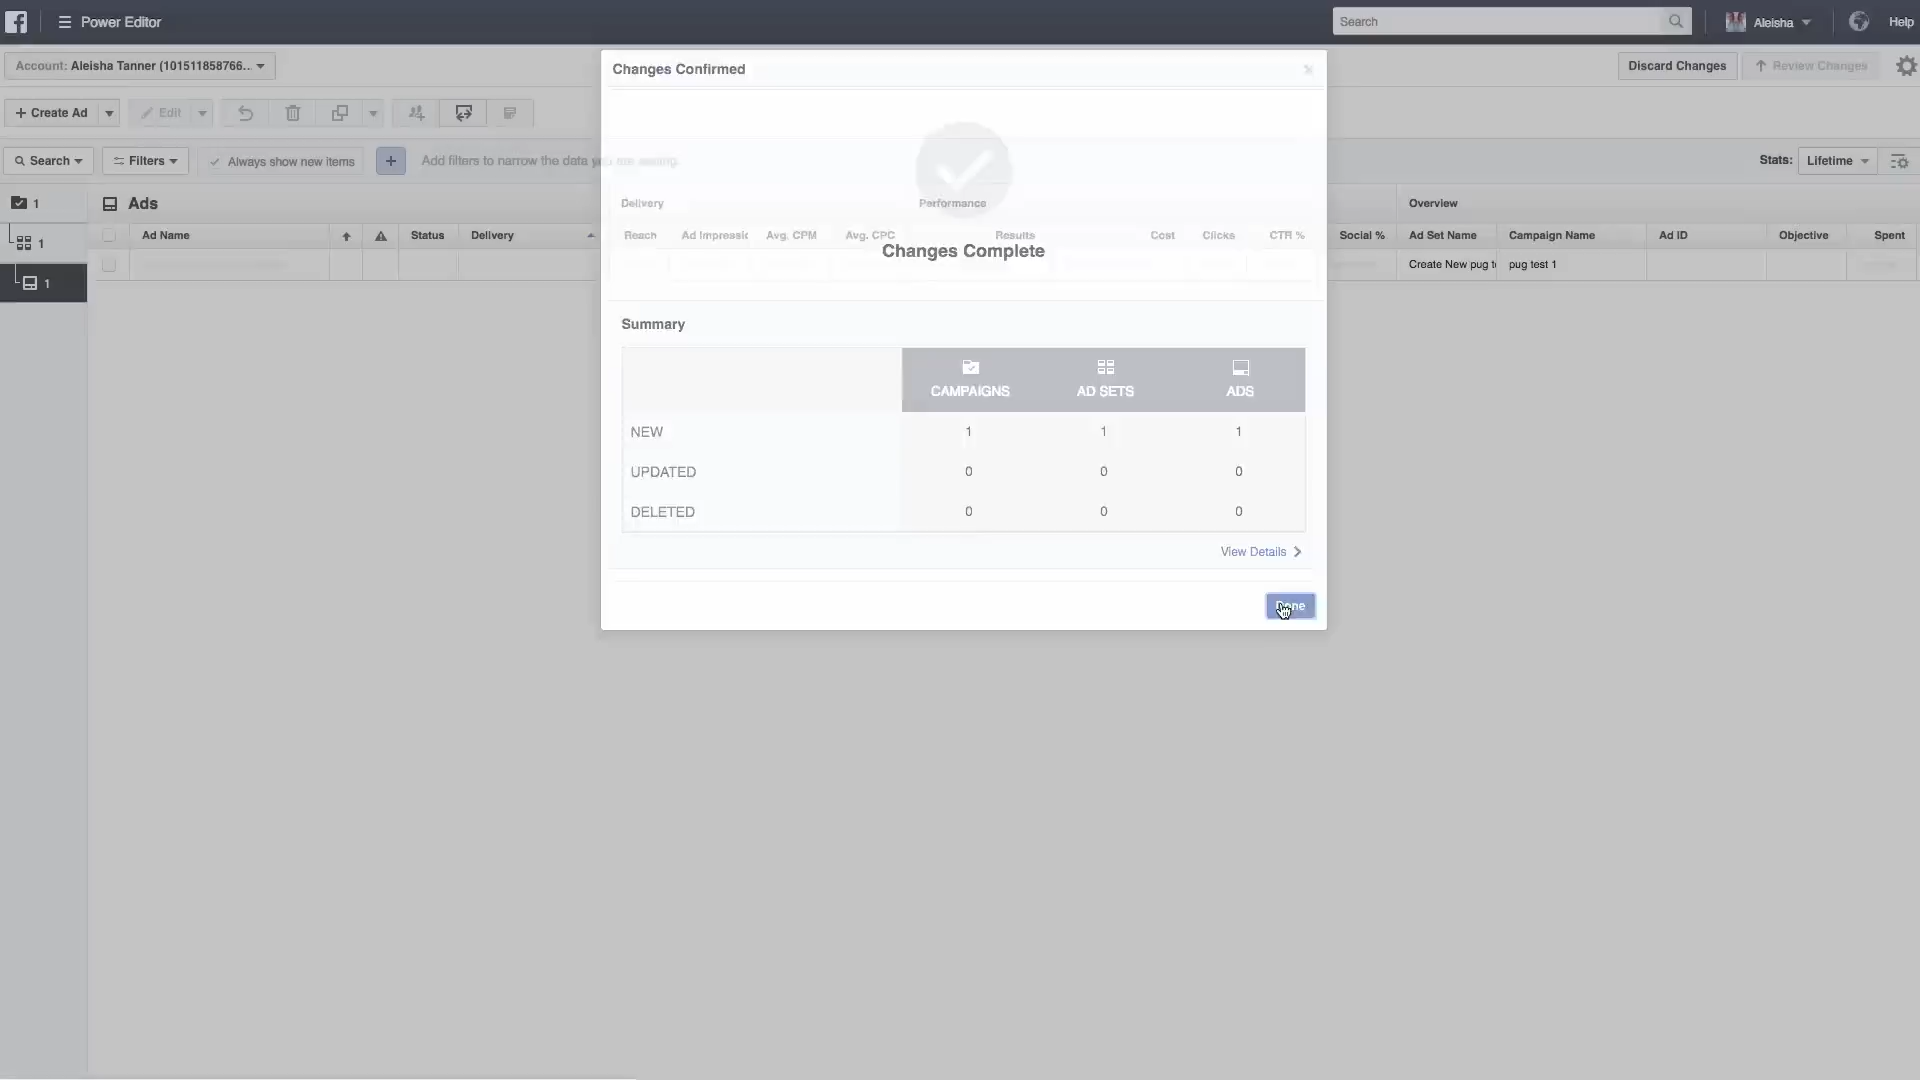 Power Editor
Search
Aleisha
Help
Account: Aleisha Tanner (101511858766...
Discard Changes
Review Changes
+ Create Ad
Edit
Search
Filters
Always show new items
+
Add filters to narrow the data you are seeing.
Stats:
Lifetime
1
Ads
1
1
Ad Name
Status
Delivery
Delivery
Performance
Overview
Reach
Ad Impressic
Avg. CPM
Avg. CPC
Results
Cost
Clicks
CTR %
Social %
Ad Set Name
Campaign Name
Ad ID
Objective
Spent
Create New pug t
pug test 1
Changes Confirmed
Changes Complete
Summary
CAMPAIGNS
AD SETS
ADS
NEW 1 1 1
UPDATED 0 0 0
DELETED 0 0 0
View Details
Done